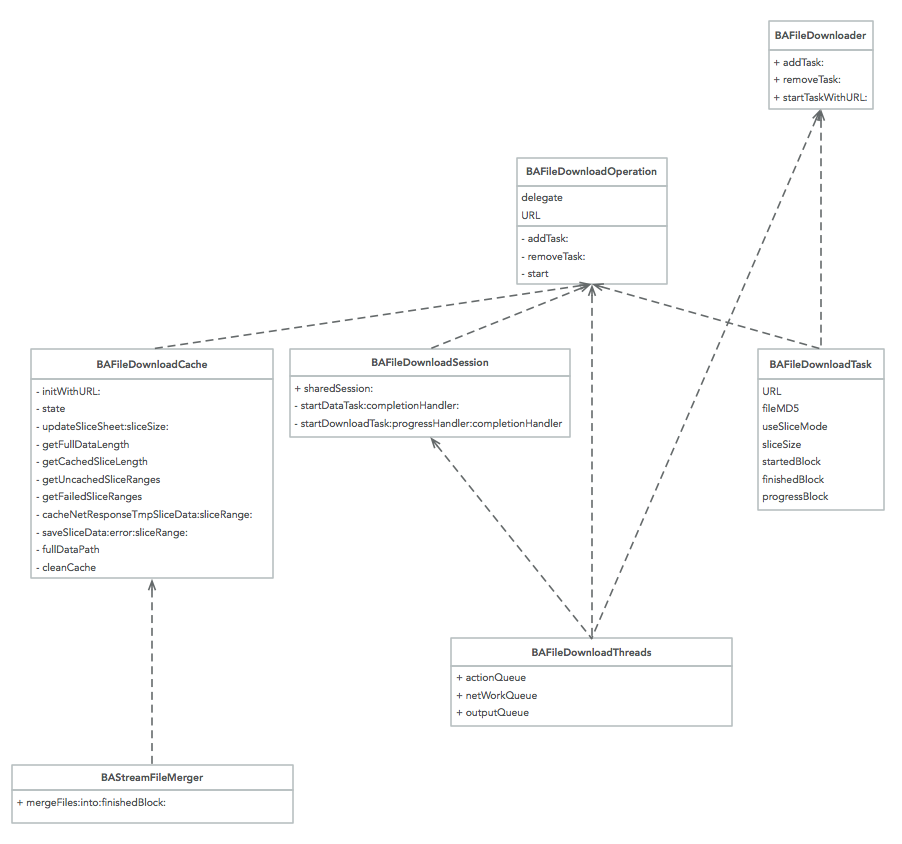 BAFileDownloader
+ addTask:
+ removeTask:
+ startTaskWithURL:
BAFileDownloadOperation
delegate
URL
- addTask:
- removeTask:
- start
BAFileDownloadCache
- initWithURL:
- state
- updateSliceSheet:sliceSize:
- getFullDataLength
- getCachedSliceLength
- getUncachedSliceRanges
- getFailedSliceRanges
- cacheNetResponseTmpSliceData:sliceRange:
- saveSliceData:error:sliceRange:
- fullDataPath
- cleanCache
BAFileDownloadSession
+ sharedSession:
- startDataTask:completionHandler:
- startDownloadTask:progressHandler:completionHandler
BAFileDownloadTask
URL
fileMD5
useSliceMode
sliceSize
startedBlock
finishedBlock
progressBlock
BAFileDownloadThreads
+ actionQueue
+ netWorkQueue
+ outputQueue
BAStreamFileMerger
+ mergeFiles:into:finishedBlock: